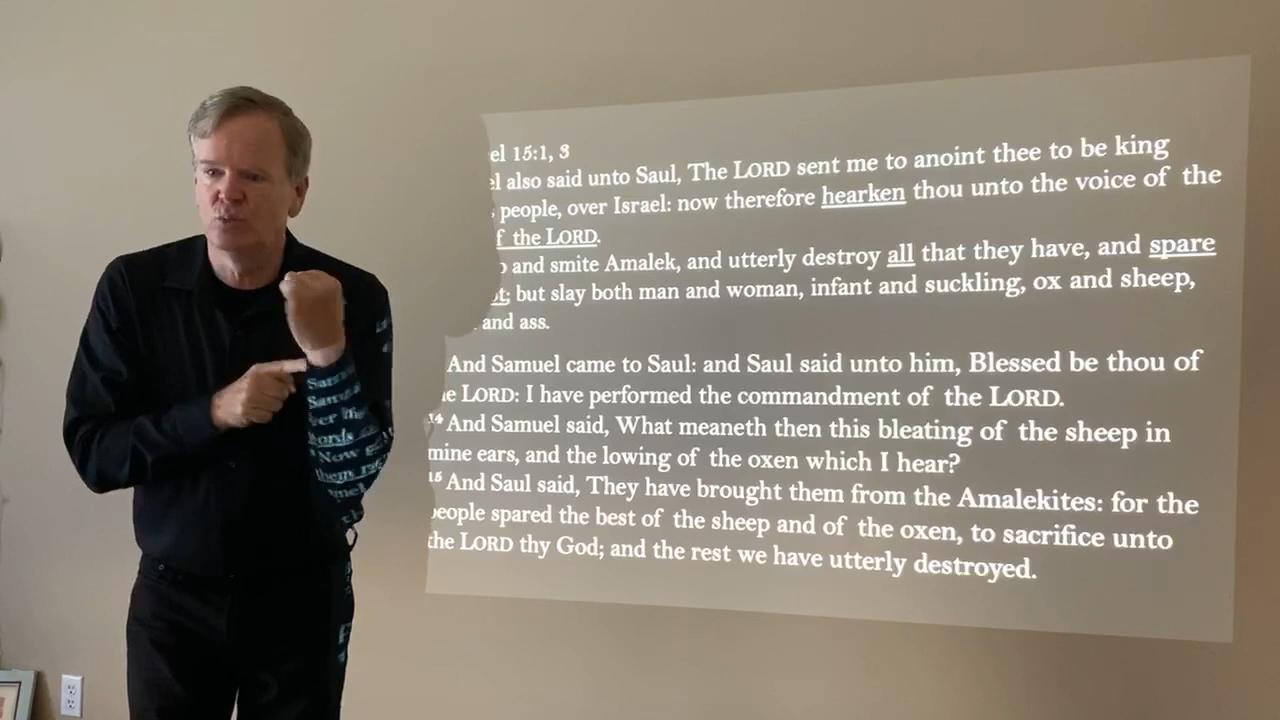 el 15:1, 3
also said unto Saul, The LORD sent me to anoint thee to be king
people, over Israel: now therefore hearken thou unto the voice of the
f the LORD.
and smite Amalek, and utterly destroy all that they have, and spare
; but slay both man and woman, infant and suckling, ox and sheep,
and ass.
And Samuel came to Saul: and Saul said unto him, Blessed be thou of
LORD: I have performed the commandment of the LORD.
14 And Samuel said, What meaneth then this bleating of the sheep in
mine ears, and the lowing of the oxen which I hear?
15 And Saul said, They have brought them from the Amalekites: for the
people spared the best of the sheep and of the oxen, to sacrifice unto
the LORD thy God; and the rest we have utterly destroyed.